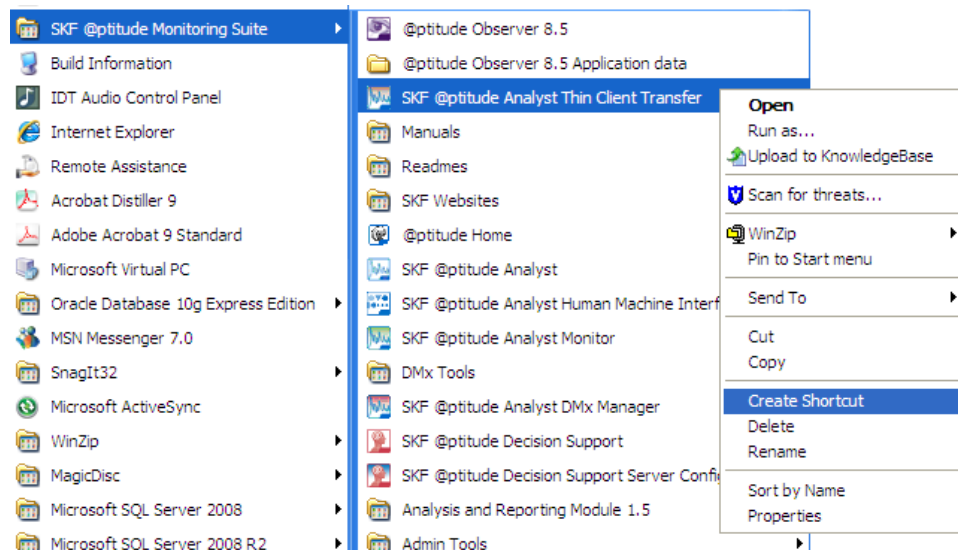 SKF @ptitude Monitoring Suite
Build Information
IDT Audio Control Panel
Internet Explorer
Remote Assistance
Acrobat Distiller 9
Adobe Acrobat 9 Standard
Microsoft Virtual PC
Oracle Database 10g Express Edition
MSN Messenger 7.0
SnagIt32
Microsoft ActiveSync
WinZip
MagicDisc
Microsoft SQL Server 2008
Microsoft SQL Server 2008 R2
@ptitude Observer 8.5
@ptitude Observer 8.5 Application data
SKF @ptitude Analyst Thin Client Transfer
Manuals
Readmes
SKF Websites
@ptitude Home
SKF @ptitude Analyst
SKF @ptitude Analyst Human Machine Interf
SKF @ptitude Analyst Monitor
DMx Tools
SKF @ptitude Analyst DMx Manager
SKF @ptitude Decision Support
SKF @ptitude Decision Support Server Config
Analysis and Reporting Module 1.5
Admin Tools
Open
Run as...
Upload to KnowledgeBase
Scan for threats...
WinZip
Pin to Start menu
Send To
Cut
Copy
Create Shortcut
Delete
Rename
Sort by Name
Properties